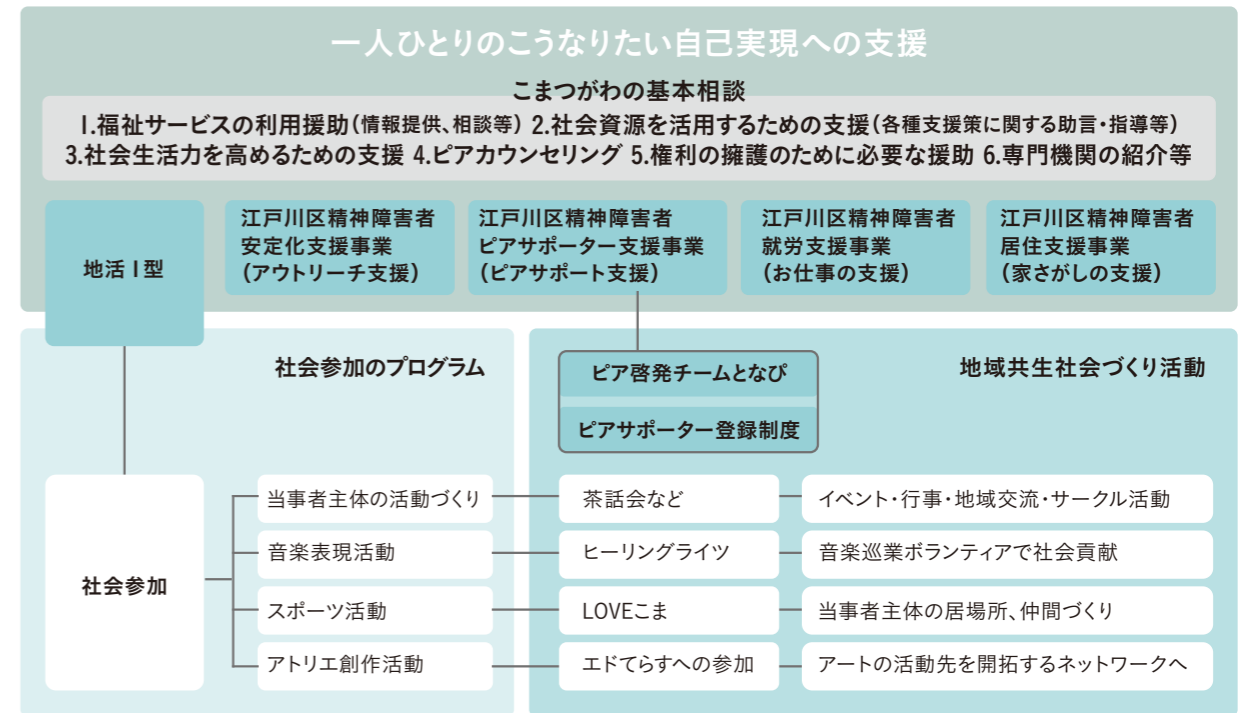 一人ひとりのこうなりたい自己実現への支援
こまつがわの基本相談
1.福祉サービスの利用援助(情報提供、相談等) 2.社会資源を活用するための支援(各種支援策に関する助言・指導等)
3.社会生活力を高めるための支援 4.ピアカウンセリング 5.権利の擁護のために必要な援助 6.専門機関の紹介等
地活Ⅰ型
江戸川区精神障害者
安定化支援事業
(アウトリーチ支援)
江戸川区精神障害者
ピアサポーター支援事業
(ピアサポート支援)
江戸川区精神障害者
就労支援事業
(お仕事の支援)
江戸川区精神障害者
居住支援事業
(家さがしの支援)
社会参加のプログラム
ピア啓発チームとなぴ
ピアサポーター登録制度
地域共生社会づくり活動
社会参加
当事者主体の活動づくり
茶話会など
イベント・行事・地域交流・サークル活動
音楽表現活動
ヒーリングライツ
音楽巡業ボランティアで社会貢献
スポーツ活動
LOVEこま
当事者主体の居場所、仲間づくり
アトリエ創作活動
エドてらすへの参加
アートの活動先を開拓するネットワークへ